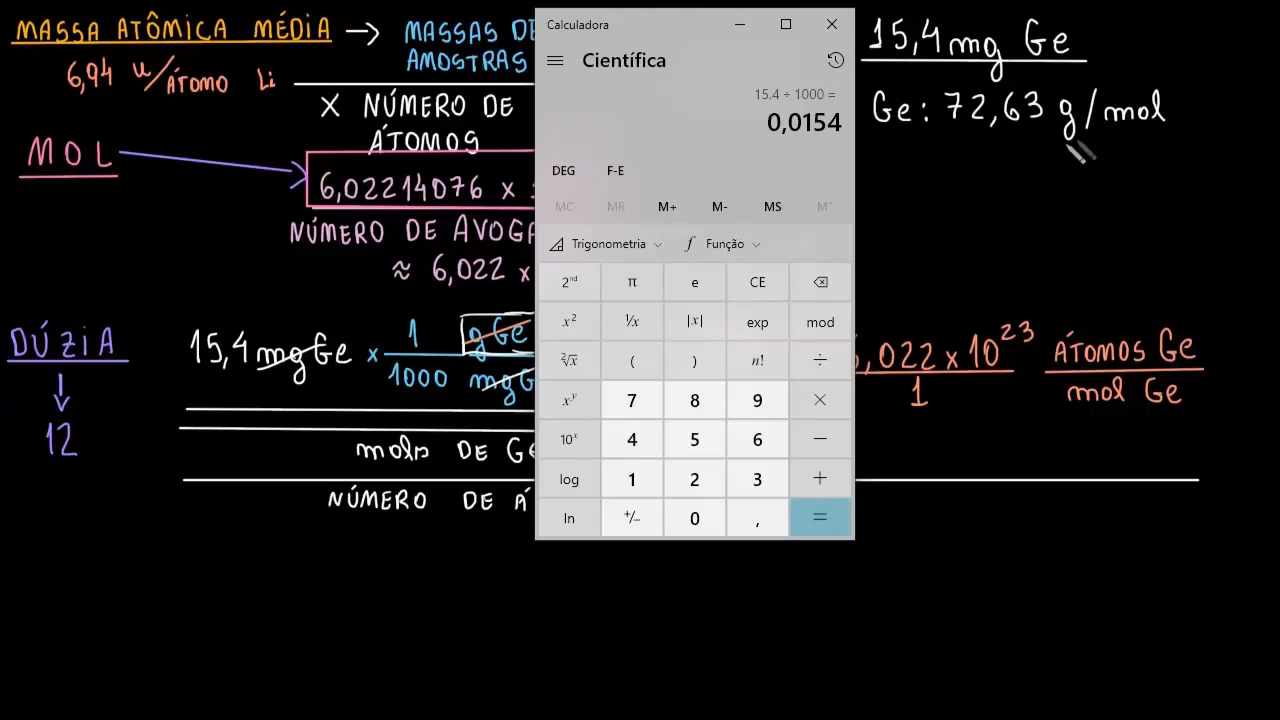 MASSA ATÔMICA MÉDIA → MASSAS DE
AMOSTRAS
6,94 u/ÁTOMO Li
X NÚMERO DE
ÁTOMOS
MOL
6,02214076 x
NÚMERO DE AVOGA
≈ 6,022 x
DÚZIA
↓
12
15,4 mg Ge x 1 g Ge
1000 mg G
mols DE GE
NÚMERO DE Á
Calculadora
Científica
15.4 ÷ 1000 =
0,0154
DEG F-E
MC MR M+ M- MS M˅
Trigonometria f Função
2nd π e CE
x² ¹/x |x| exp mod
²√x ( ) n! ÷
xʸ 7 8 9 ×
10ˣ 4 5 6 −
log 1 2 3 +
ln +/− 0 , =
15,4 mg Ge
Ge: 72,63 g/mol
,022 x 10²³ ÁTOMOS Ge
1 mol Ge